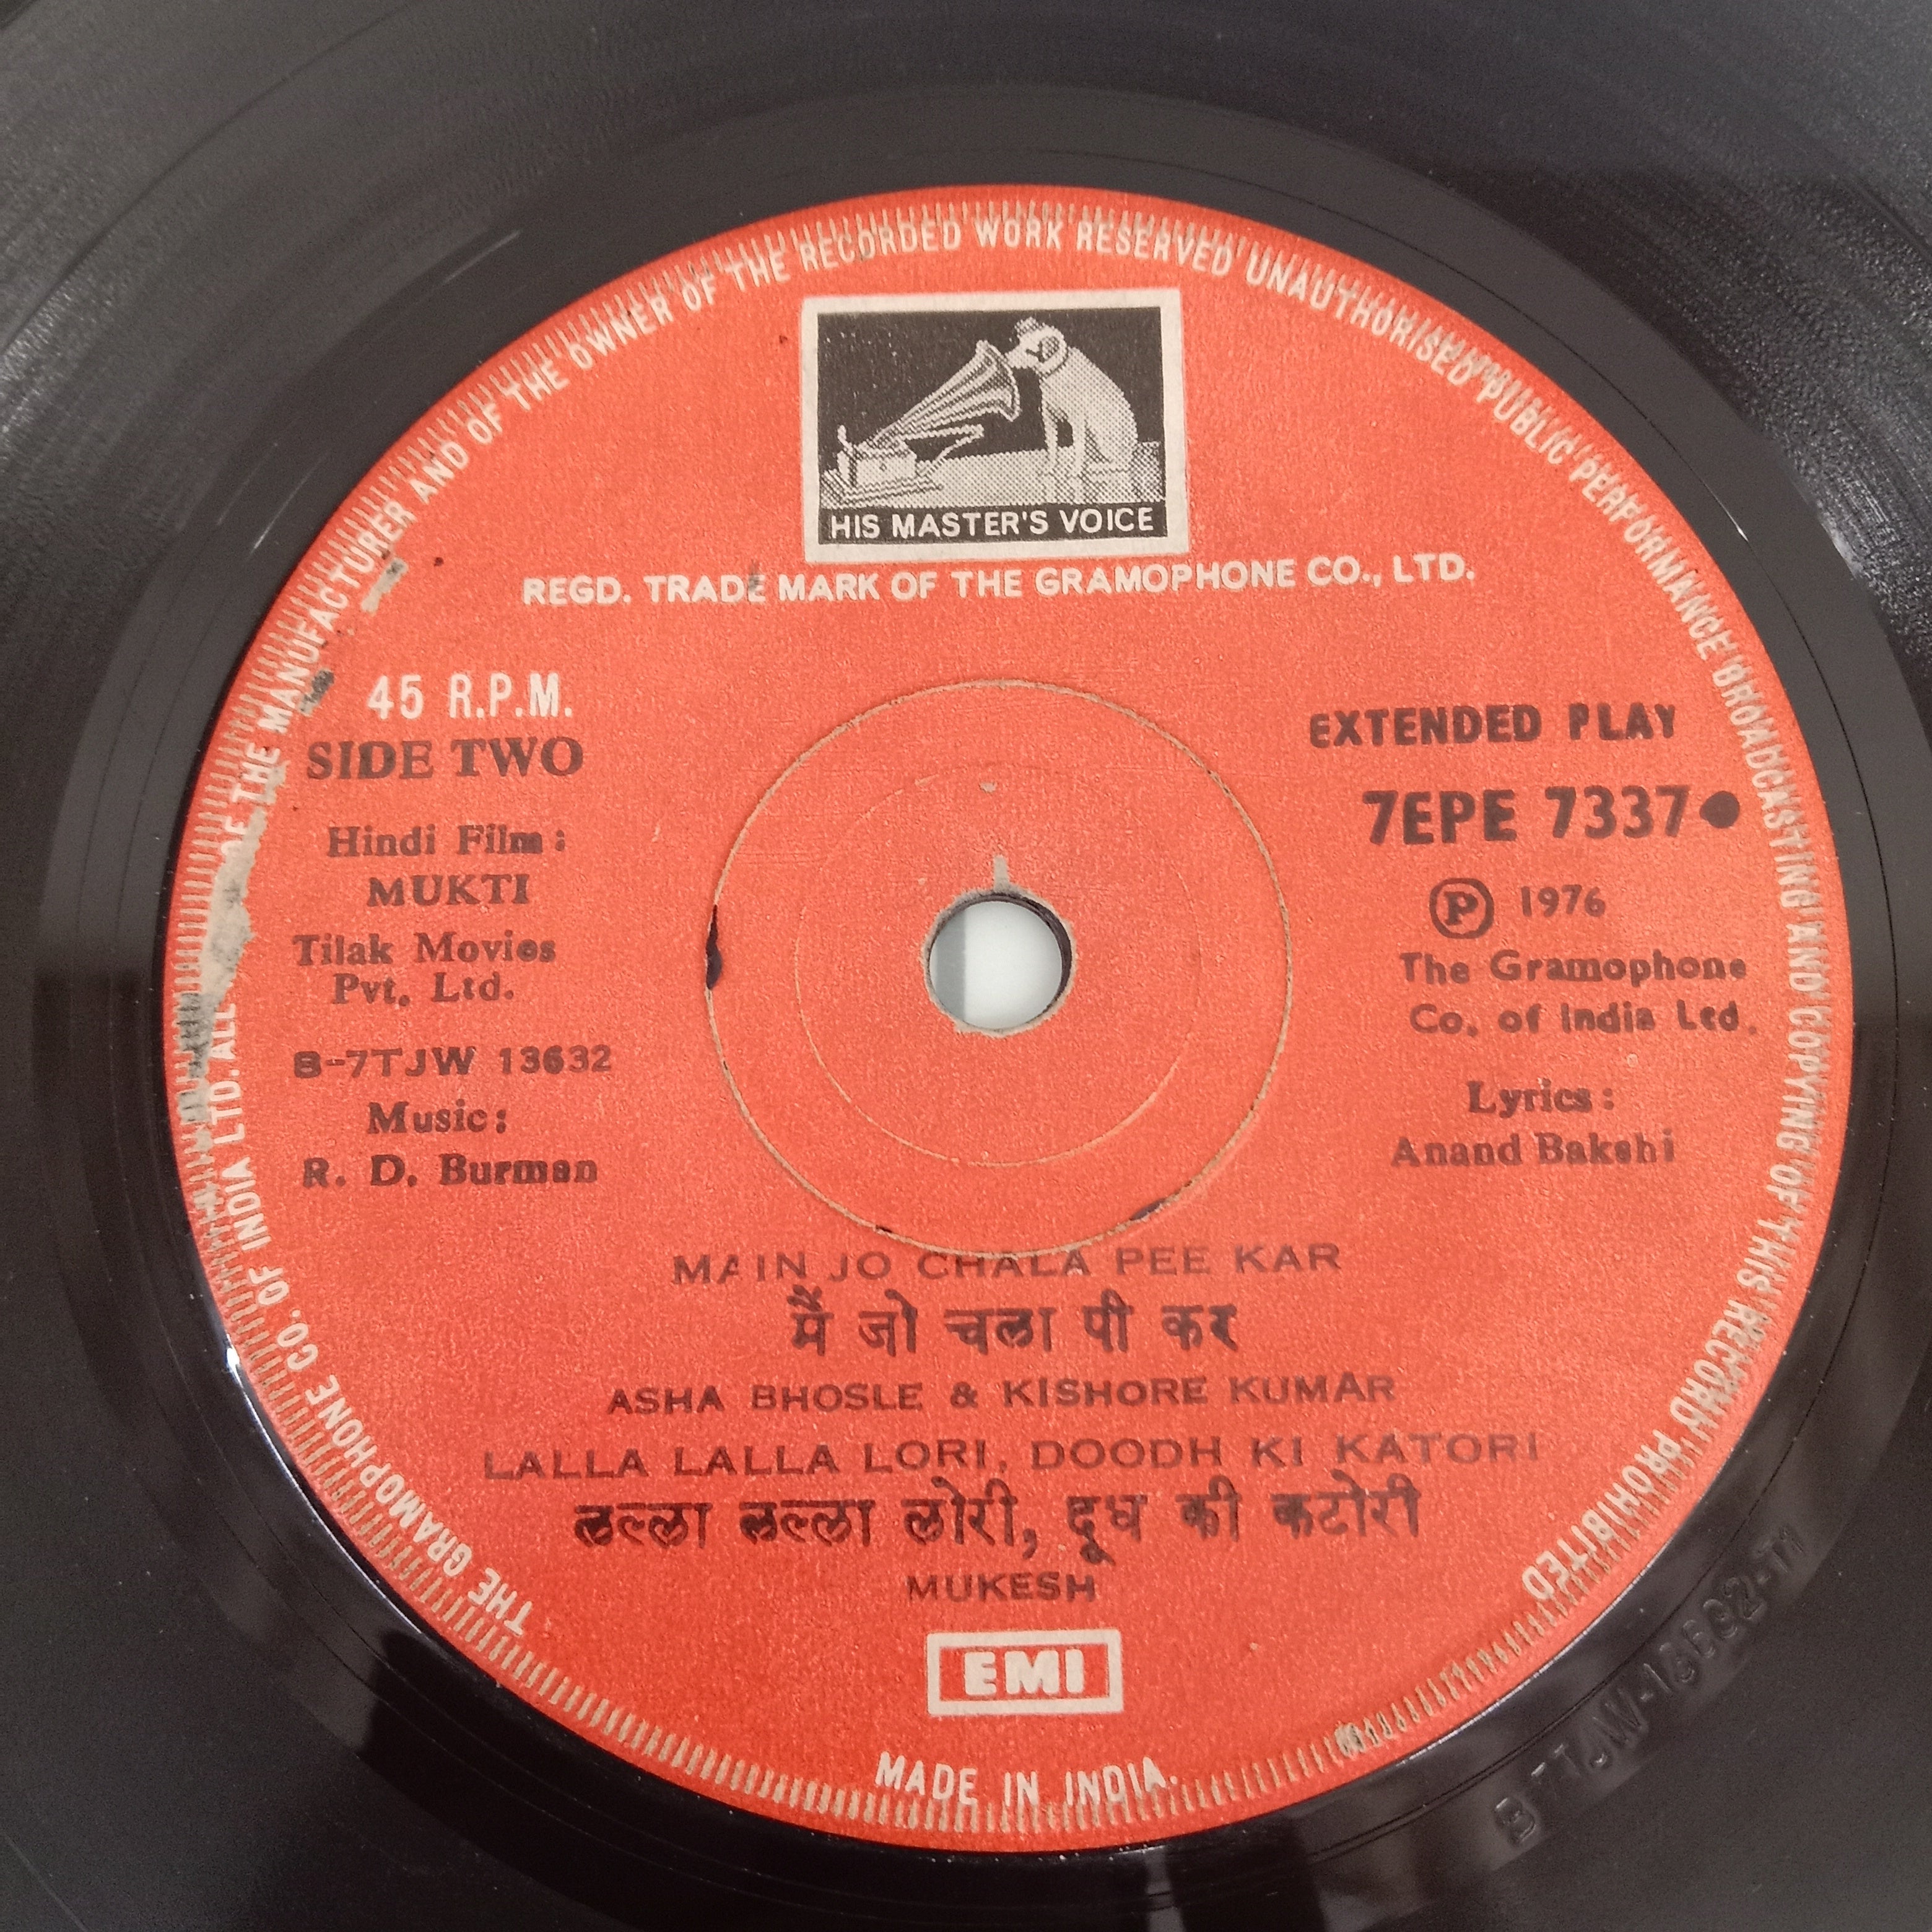 THE GRAMOPHONE CO. OF INDIA LTD. ALL OF THE MANUFACTURER AND OF THE OWNER OF THE RECORDED WORK RESERVED UNAUTHORISED PUBLIC PERFORMANCE BROADCASTING AND COPYING OF THIS RECORD PROHIBITED
HIS MASTER'S VOICE
REGD. TRADE MARK OF THE GRAMOPHONE CO., LTD.
45 R.P.M.
SIDE TWO
Hindi Film:
MUKTI
Tilak Movies
Pvt. Ltd.
B-7TJW 13632
Music:
R. D. Burman
EXTENDED PLAY
7EPE 7337●
Ⓟ 1976
The Gramophone
Co. of India Ltd.
Lyrics:
Anand Bakshi
MAIN JO CHALA PEE KAR
मैं जो चला पी कर
ASHA BHOSLE & KISHORE KUMAR
LALLA LALLA LORI, DOODH KI KATORI
लल्ला लल्ला लोरी, दूध की कटोरी
MUKESH
EMI
MADE IN INDIA.